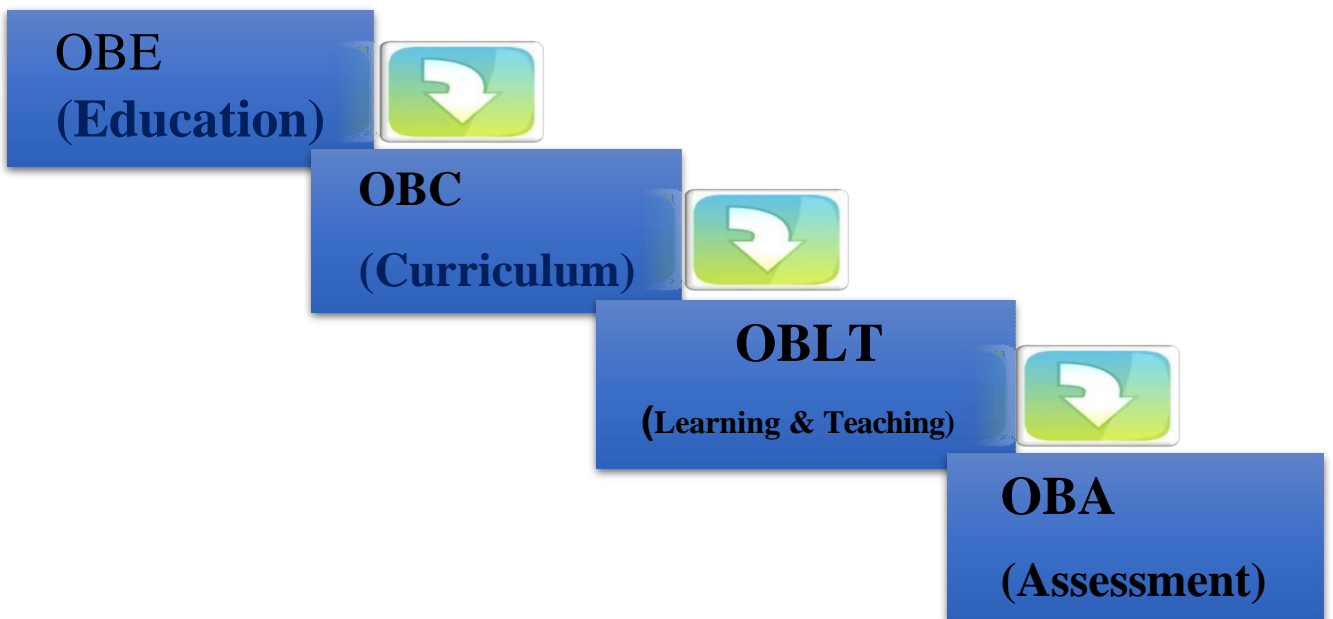 OBE
(Education)
OBC
(Curriculum)
OBLT
(Learning & Teaching)
OBA
(Assessment)